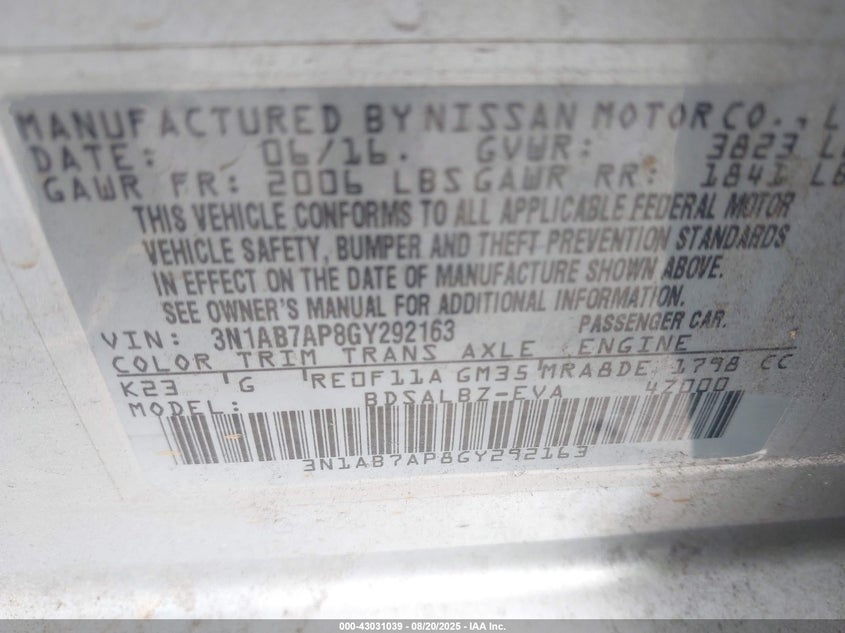 MANUFACTURED BY NISSAN MOTOR CO., L
DATE: 06/16. GVWR: 3823 LB
GAWR FR: 2006 LBS GAWR RR: 1841 LB
THIS VEHICLE CONFORMS TO ALL APPLICABLE FEDERAL MOTOR
VEHICLE SAFETY, BUMPER AND THEFT PREVENTION STANDARDS
IN EFFECT ON THE DATE OF MANUFACTURE SHOWN ABOVE.
SEE OWNER'S MANUAL FOR ADDITIONAL INFORMATION.
VIN: 3N1AB7AP8GY292163 PASSENGER CAR.
COLOR TRIM TRANS AXLE ENGINE
K23 G RE0F11A GM35 MRA8DE 1798 CC
MODEL: BDSALBZ-EVA 47000
3N1AB7AP8GY292163
000-43031039 - 08/20/2025 - IAA Inc.